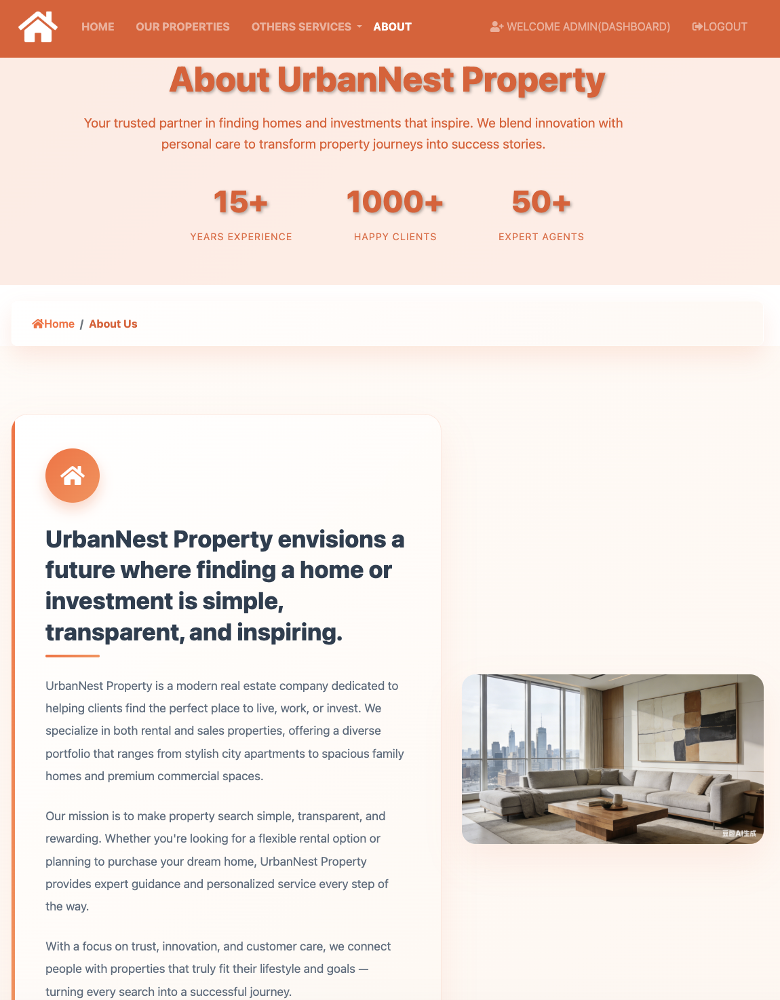 HOME
OUR PROPERTIES
OTHERS SERVICES
ABOUT
WELCOME ADMIN(DASHBOARD)
LOGOUT
About UrbanNest Property
Your trusted partner in finding homes and investments that inspire. We blend innovation with
personal care to transform property journeys into success stories.
15+
YEARS EXPERIENCE
1000+
HAPPY CLIENTS
50+
EXPERT AGENTS
Home / About Us
UrbanNest Property envisions a
future where finding a home or
investment is simple,
transparent, and inspiring.
UrbanNest Property is a modern real estate company dedicated to
helping clients find the perfect place to live, work, or invest. We
specialize in both rental and sales properties, offering a diverse
portfolio that ranges from stylish city apartments to spacious family
homes and premium commercial spaces.
Our mission is to make property search simple, transparent, and
rewarding. Whether you're looking for a flexible rental option or
planning to purchase your dream home, UrbanNest Property
provides expert guidance and personalized service every step of
the way.
With a focus on trust, innovation, and customer care, we connect
people with properties that truly fit their lifestyle and goals —
turning every search into a successful journey.
豆包AI生成